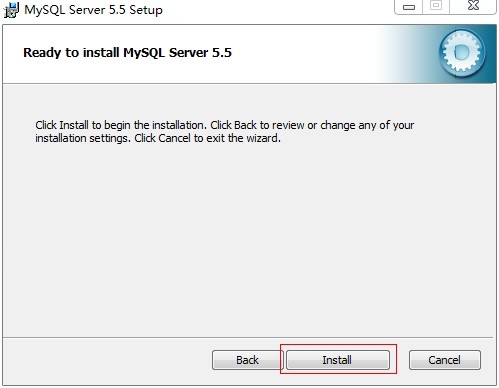 MySQL Server 5.5 Setup
Ready to install MySQL Server 5.5
Click Install to begin the installation. Click Back to review or change any of your
installation settings. Click Cancel to exit the wizard.
Back
Install
Cancel